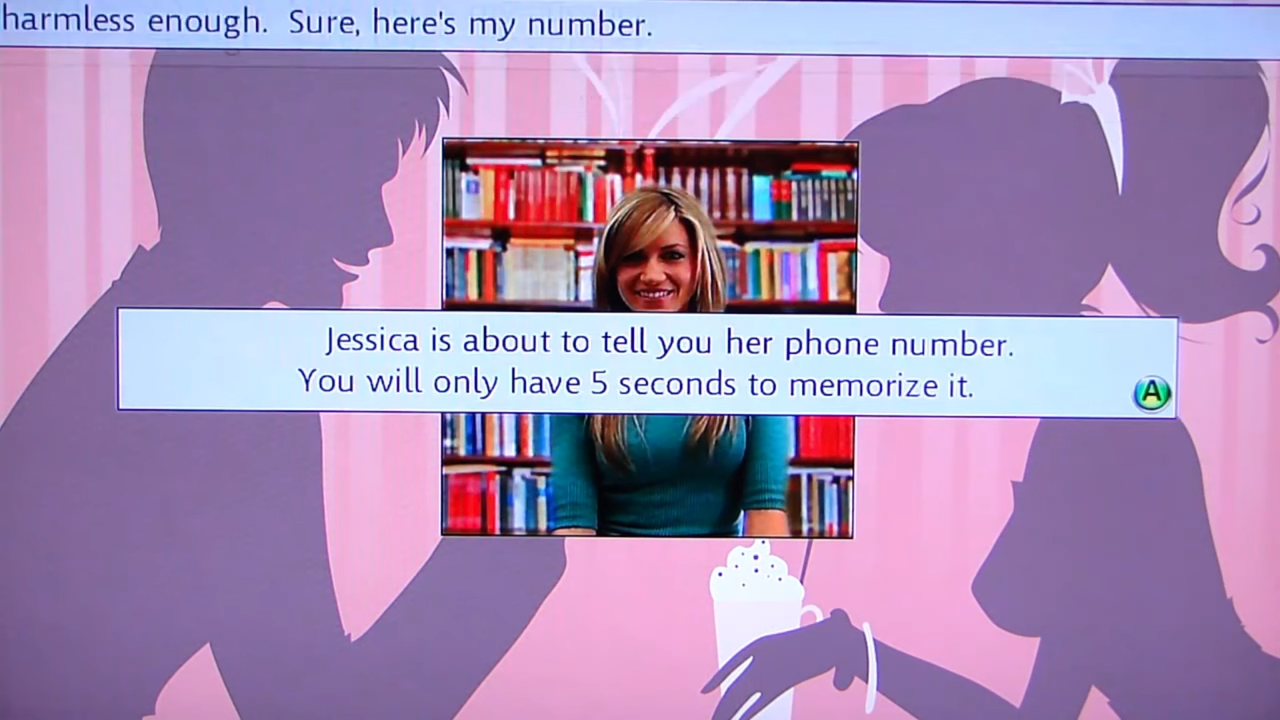 harmless enough. Sure, here's my number.
Jessica is about to tell you her phone number.
You will only have 5 seconds to memorize it.
A